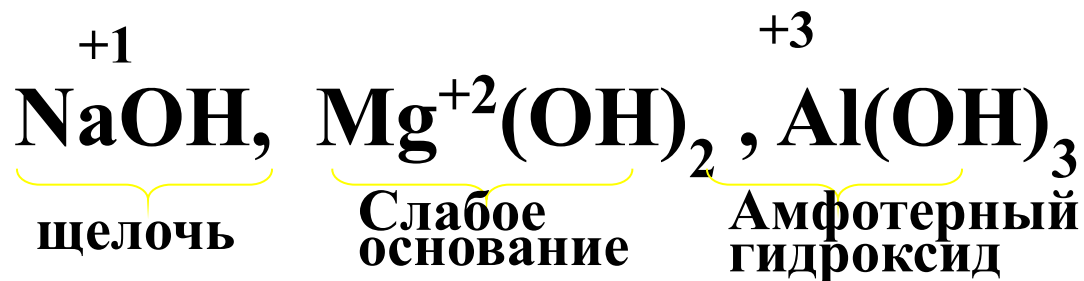 +1 +3
NaOH, Mg⁺²(OH)₂ , Al(OH)₃
щелочь
Слабое
основание
Амфотерный
гидроксид